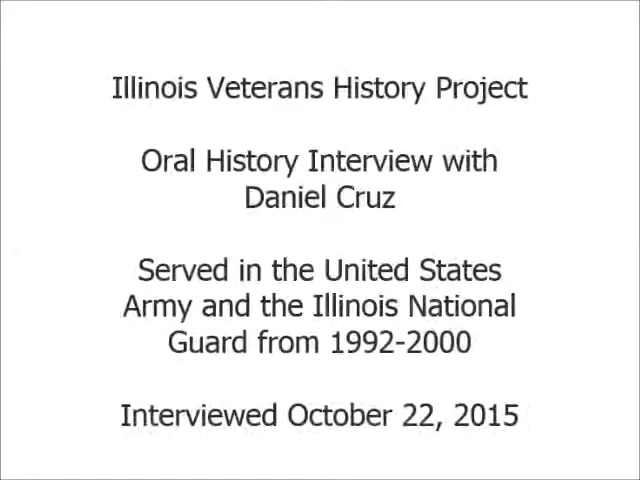 Illinois Veterans History Project
Oral History Interview with
Daniel Cruz
Served in the United States
Army and the Illinois National
Guard from 1992-2000
Interviewed October 22, 2015